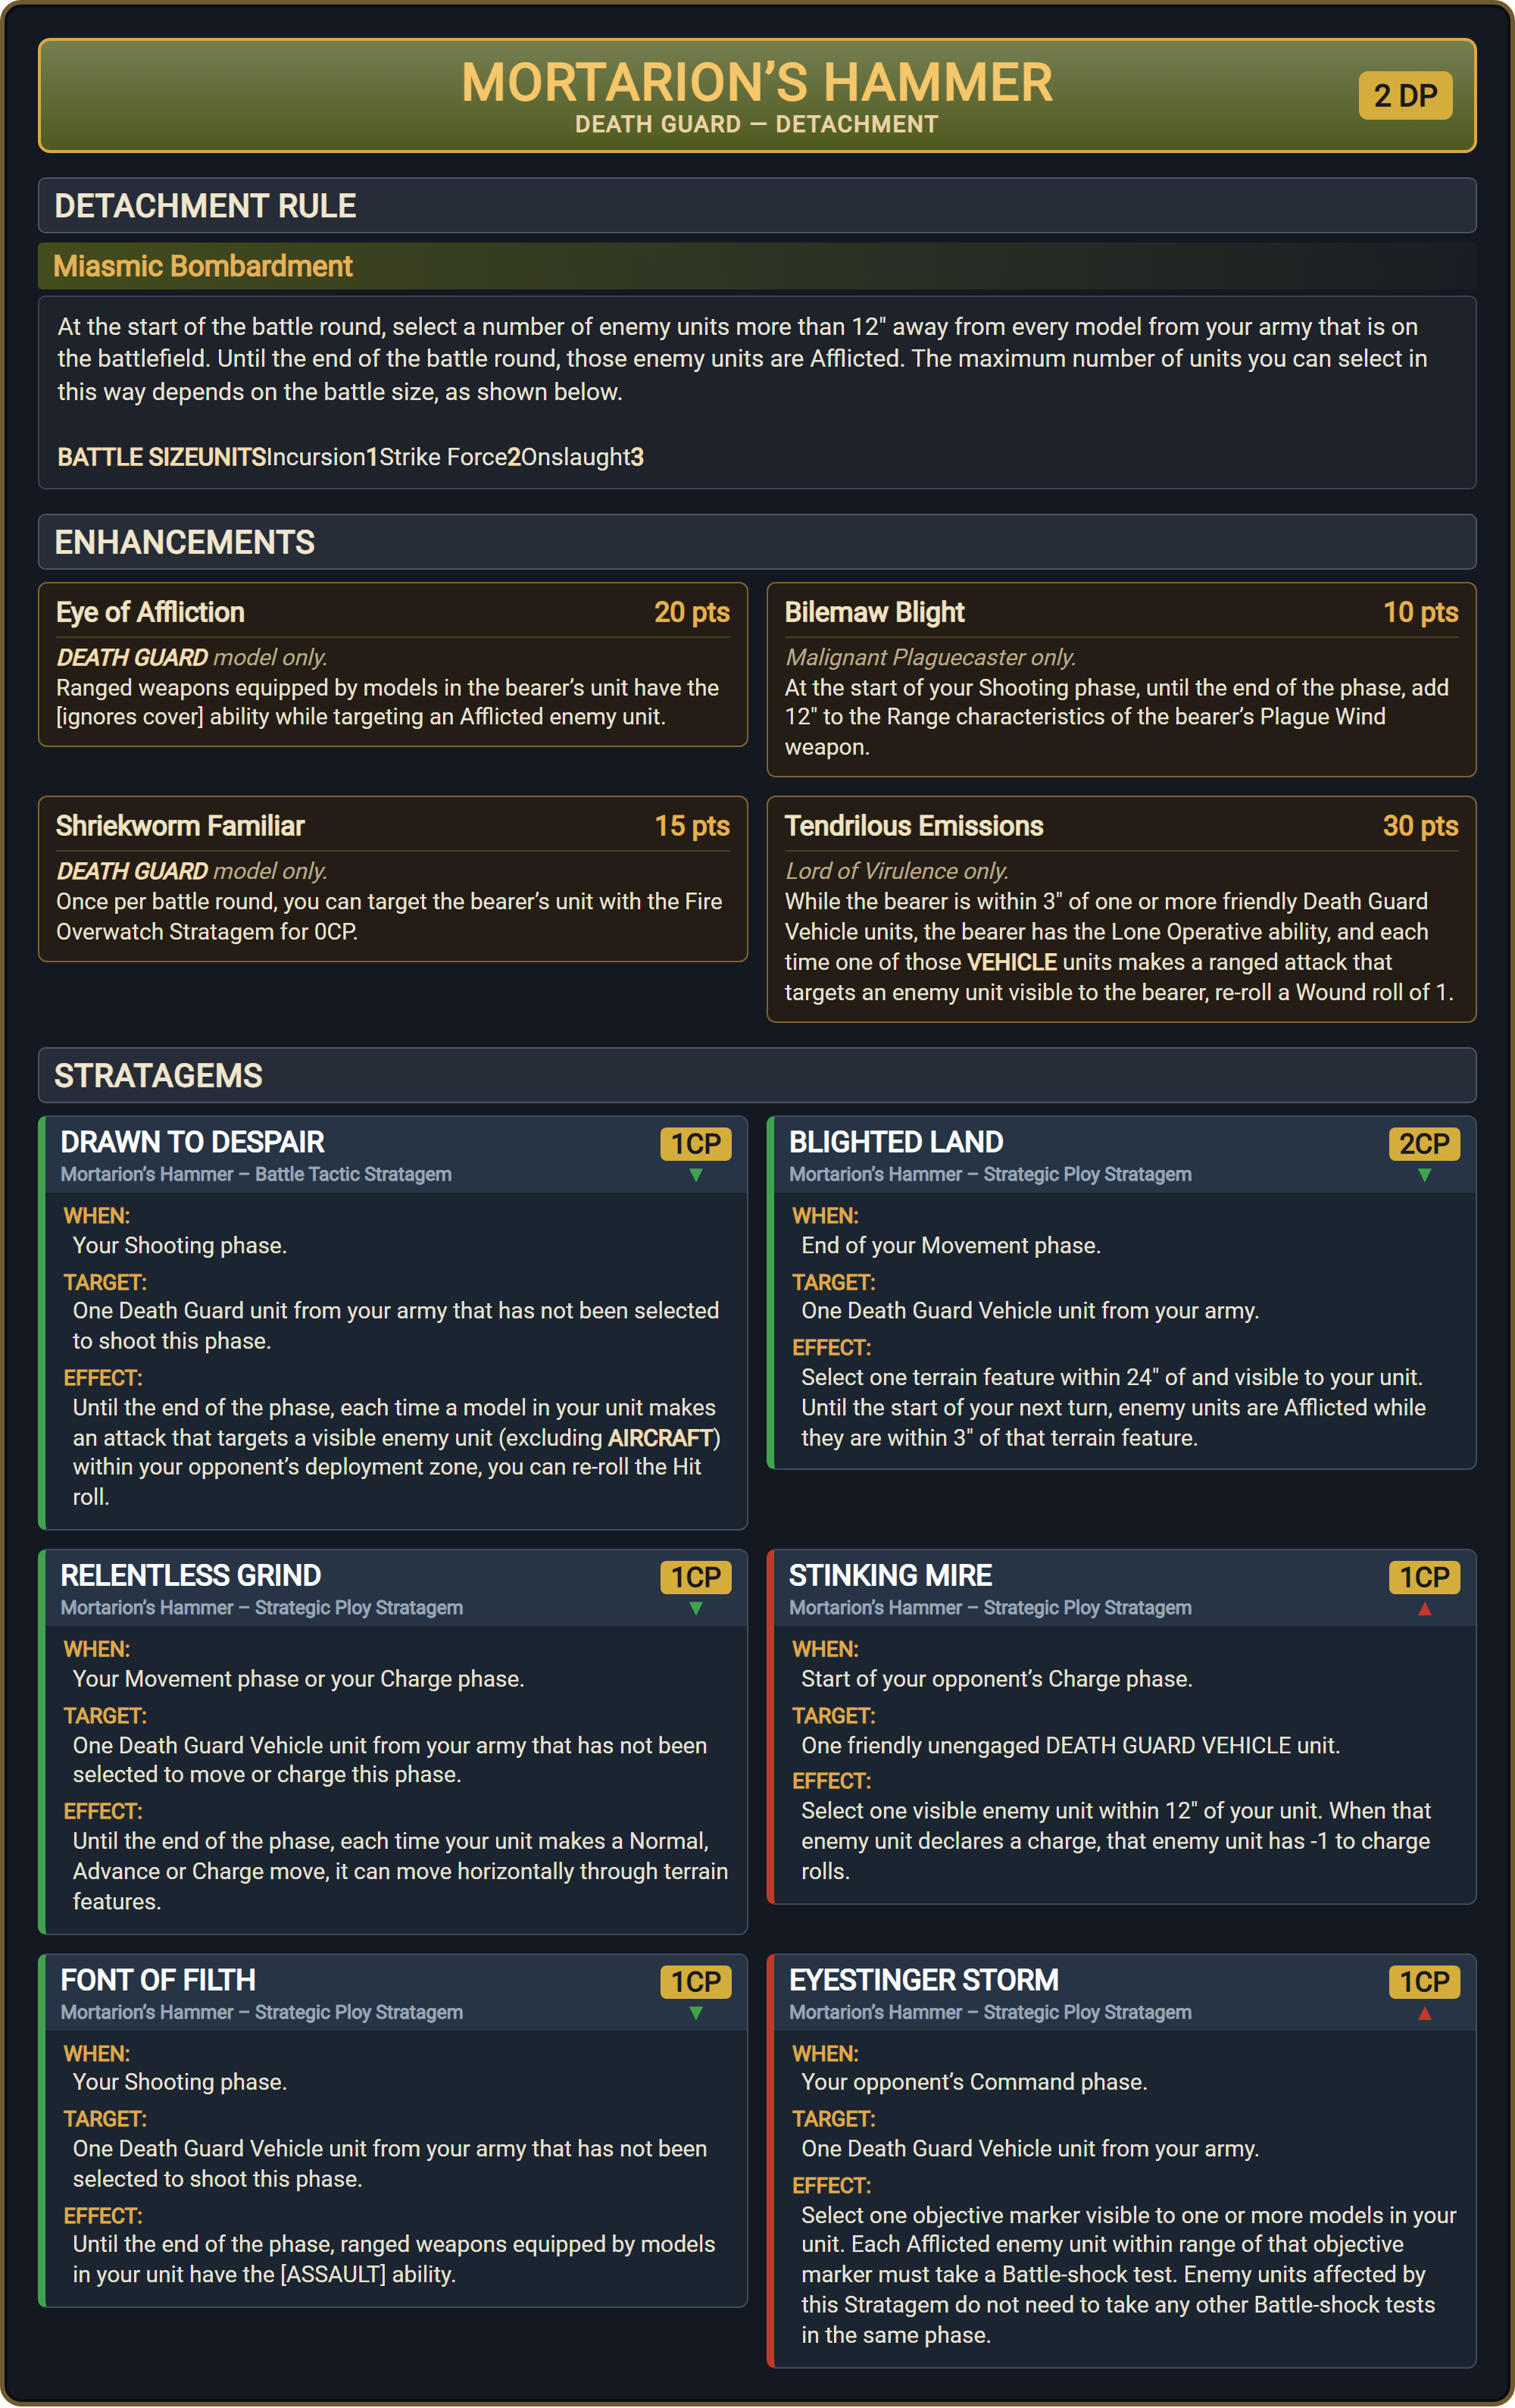 MORTARION’S HAMMER
DEATH GUARD — DETACHMENT
2 DP
DETACHMENT RULE
Miasmic Bombardment
At the start of the battle round, select a number of enemy units more than 12" away from every model from your army that is on
the battlefield. Until the end of the battle round, those enemy units are Afflicted. The maximum number of units you can select in
this way depends on the battle size, as shown below.
BATTLE SIZEUNITSIncursion1Strike Force2Onslaught3
ENHANCEMENTS
Eye of Affliction
20 pts
DEATH GUARD model only.
Ranged weapons equipped by models in the bearer’s unit have the
[ignores cover] ability while targeting an Afflicted enemy unit.
Bilemaw Blight
10 pts
Malignant Plaguecaster only.
At the start of your Shooting phase, until the end of the phase, add
12" to the Range characteristics of the bearer’s Plague Wind
weapon.
Shriekworm Familiar
15 pts
DEATH GUARD model only.
Once per battle round, you can target the bearer’s unit with the Fire
Overwatch Stratagem for 0CP.
Tendrilous Emissions
30 pts
Lord of Virulence only.
While the bearer is within 3" of one or more friendly Death Guard
Vehicle units, the bearer has the Lone Operative ability, and each
time one of those VEHICLE units makes a ranged attack that
targets an enemy unit visible to the bearer, re-roll a Wound roll of 1.
STRATAGEMS
DRAWN TO DESPAIR
1CP
Mortarion’s Hammer – Battle Tactic Stratagem
▼
WHEN:
Your Shooting phase.
TARGET:
One Death Guard unit from your army that has not been selected
to shoot this phase.
EFFECT:
Until the end of the phase, each time a model in your unit makes
an attack that targets a visible enemy unit (excluding AIRCRAFT)
within your opponent’s deployment zone, you can re-roll the Hit
roll.
BLIGHTED LAND
2CP
Mortarion’s Hammer – Strategic Ploy Stratagem
▼
WHEN:
End of your Movement phase.
TARGET:
One Death Guard Vehicle unit from your army.
EFFECT:
Select one terrain feature within 24" of and visible to your unit.
Until the start of your next turn, enemy units are Afflicted while
they are within 3" of that terrain feature.
RELENTLESS GRIND
1CP
Mortarion’s Hammer – Strategic Ploy Stratagem
▼
WHEN:
Your Movement phase or your Charge phase.
TARGET:
One Death Guard Vehicle unit from your army that has not been
selected to move or charge this phase.
EFFECT:
Until the end of the phase, each time your unit makes a Normal,
Advance or Charge move, it can move horizontally through terrain
features.
STINKING MIRE
1CP
Mortarion’s Hammer – Strategic Ploy Stratagem
▲
WHEN:
Start of your opponent’s Charge phase.
TARGET:
One friendly unengaged DEATH GUARD VEHICLE unit.
EFFECT:
Select one visible enemy unit within 12" of your unit. When that
enemy unit declares a charge, that enemy unit has -1 to charge
rolls.
FONT OF FILTH
1CP
Mortarion’s Hammer – Strategic Ploy Stratagem
▼
WHEN:
Your Shooting phase.
TARGET:
One Death Guard Vehicle unit from your army that has not been
selected to shoot this phase.
EFFECT:
Until the end of the phase, ranged weapons equipped by models
in your unit have the [ASSAULT] ability.
EYESTINGER STORM
1CP
Mortarion’s Hammer – Strategic Ploy Stratagem
▲
WHEN:
Your opponent’s Command phase.
TARGET:
One Death Guard Vehicle unit from your army.
EFFECT:
Select one objective marker visible to one or more models in your
unit. Each Afflicted enemy unit within range of that objective
marker must take a Battle-shock test. Enemy units affected by
this Stratagem do not need to take any other Battle-shock tests
in the same phase.